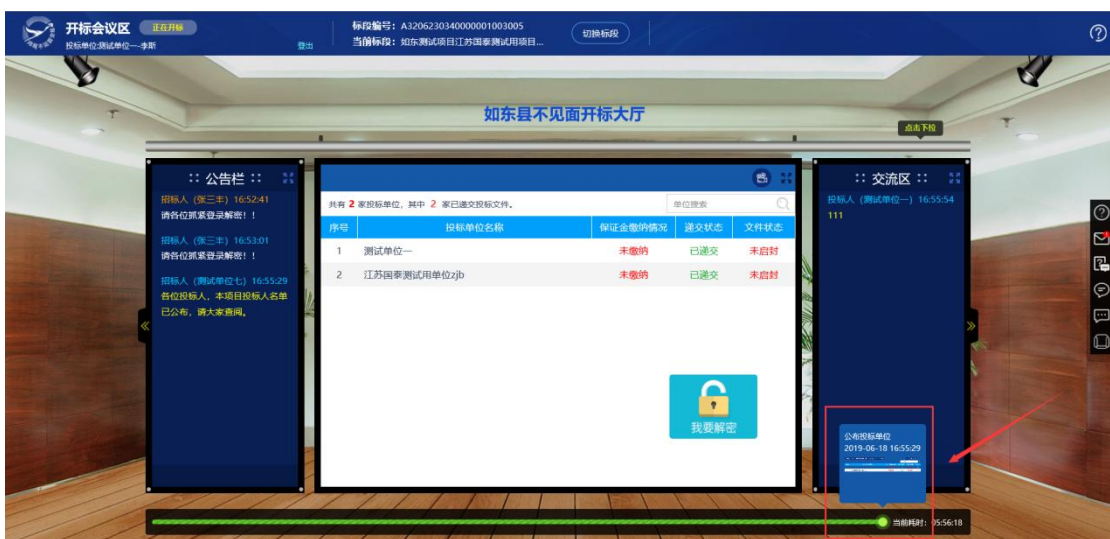 开标会议区 正在开标
投标单位:测试单位一-李斯 登出
标段编号：A3206230340000001003005
当前标段：如东测试项目江苏国泰测试用项目...
切换标段
如东县不见面开标大厅
点击下拉
:: 公告栏 ::
招标人（张三丰）16:52:41
请各位抓紧登录解密！！
招标人（张三丰）16:53:01
请各位抓紧登录解密！！
招标人（测试单位七）16:55:29
各位投标人，本项目投标人名单
已公布，请大家查阅。
共有 2 家投标单位，其中 2 家已递交投标文件。 单位搜索
序号 投标单位名称 保证金缴纳情况 递交状态 文件状态
1 测试单位一 未缴纳 已递交 未启封
2 江苏国泰测试用单位zjb 未缴纳 已递交 未启封
我要解密
:: 交流区 ::
投标人（测试单位一）16:55:54
111
公布投标单位
2019-06-18 16:55:29
当前耗时：05:56:18